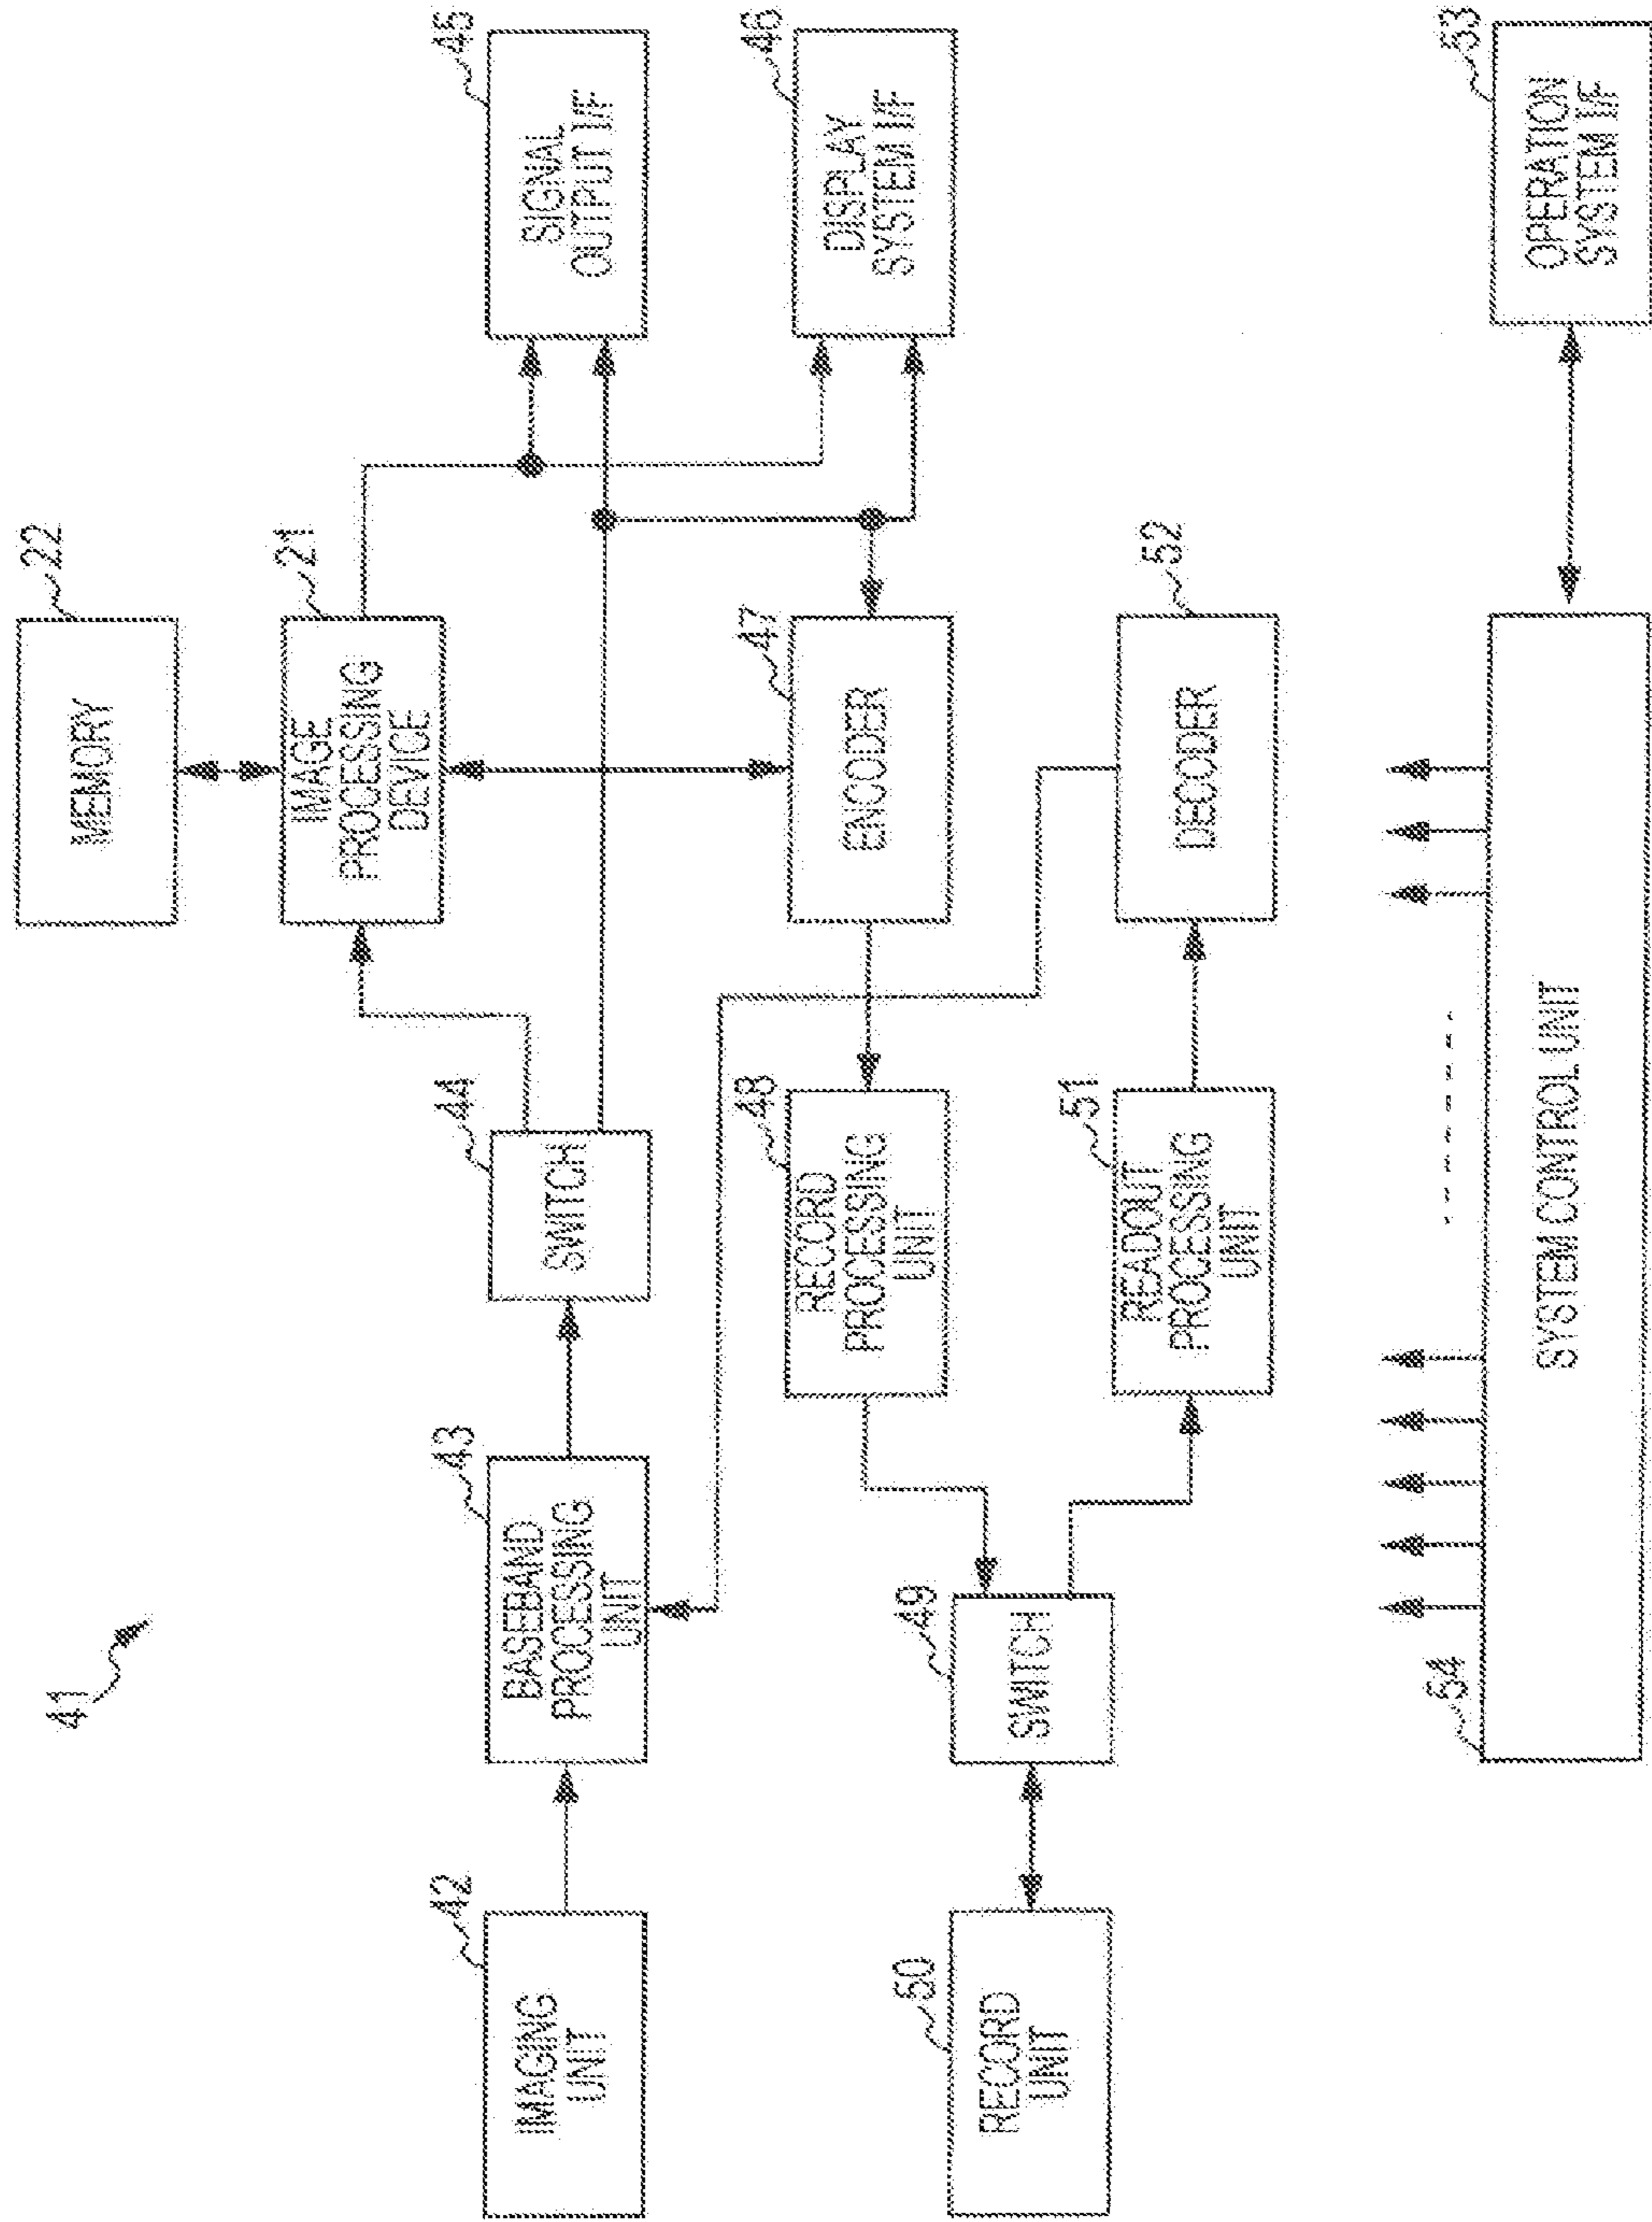 41
22
MEMORY
21
IMAGE
PROCESSING
DEVICE
42
IMAGING
UNIT
43
BASEBAND
PROCESSING
UNIT
44
SWITCH
45
SIGNAL
OUTPUT I/F
46
DISPLAY
SYSTEM I/F
47
ENCODER
48
RECORD
PROCESSING
UNIT
49
SWITCH
50
RECORD
UNIT
51
READOUT
PROCESSING
UNIT
52
DECODER
54
SYSTEM CONTROL UNIT
53
OPERATION
SYSTEM I/F